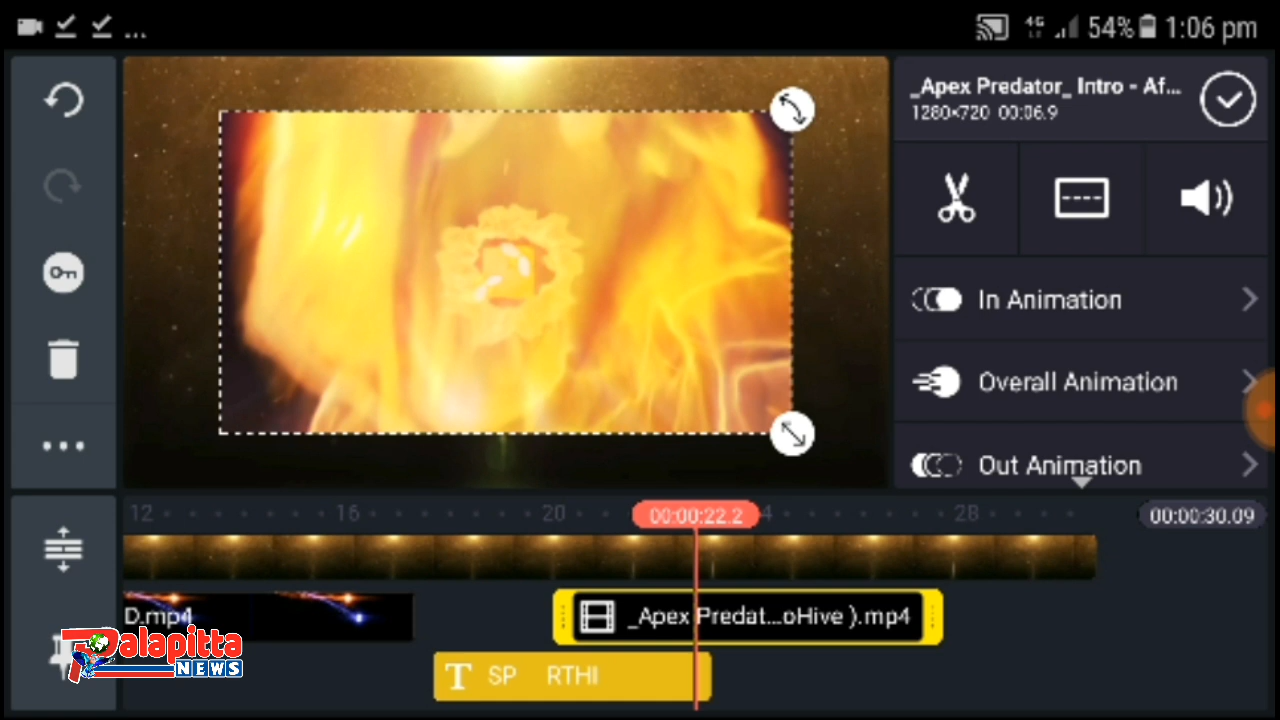 ... 4G 54% 1:06 pm
_Apex Predator_ Intro - Af...
1280×720 00:06.9
In Animation
Overall Animation
Out Animation
12 16 20 00:00:22.2 4 28 00:00:30.09
D.mp4
_Apex Predat...oHive ).mp4
Palapitta
NEWS
T SP RTHI